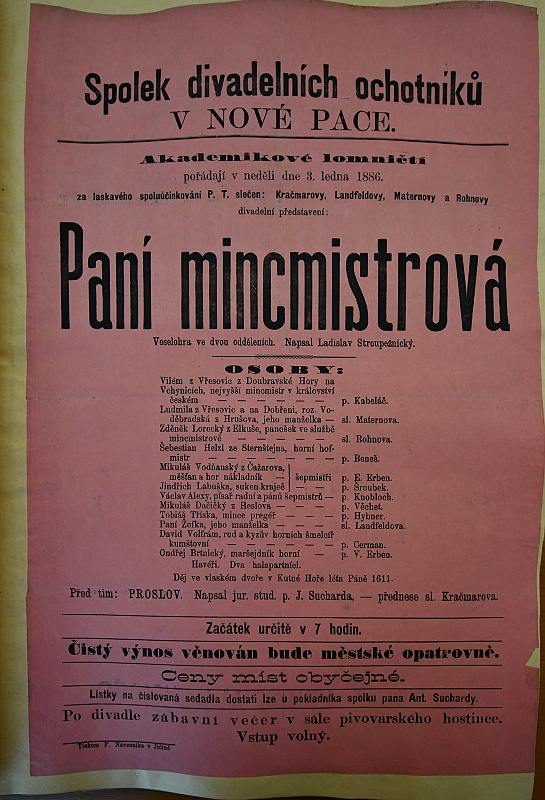 Spolek divadelních ochotníků
V NOVÉ PACE.
Akademikové lomničtí
pořádají v neděli dne 3. ledna 1886.
za laskavého spoluúčinkování P. T. slečen: Kračmarovy, Landfeldovy, Maternovy a Rohnovy
divadelní představení:
Paní mincmistrová
Veselohra ve dvou odděleních. Napsal Ladislav Stroupežnický.
OSOBY:
Vilém z Vřesovic z Doubravské Hory na
Vchynicích, nejvyšší mincmistr v království
českém — — — — — — p. Kabeláč.
Ludmila z Vřesovic a na Dobřeni, roz. Vo-
děbradská z Hrušova, jeho manželka — sl. Maternova.
Zděněk Lorecký z Elkuše, panošek ve službě
mincmistrově — — — — — sl. Rohnova.
Šebestian Helzl ze Sternštejna, horní hof-
mistr — — — — — — — p. Beneš.
Mikuláš Vodňanský z Čažarova,
měšťan a hor nákladník — } šepmistři p. E. Erben.
Jindřich Labuška, suken.kraječ — — p. Šroubek.
Václav Alexy, písař radní a pánů šepmistrů — p. Knobloch.
Mikuláš Dačický z Heslova — — — p. Věchet.
Tobiáš Tříska, mince pregéř — — — p. Hybner.
Paní Žofka, jeho manželka — — — sl. Landfeldova.
David Volfrám, rud a kyzův horních šmelcíř
kumštovní — — — — — — p. German.
Ondřej Brtnický, maršejdník horní — p. V. Erben.
Havéři. Dva halapartníci.
Děj ve vlaském dvoře v Kutné Hoře léta Páně 1611.
Před tím: PROSLOV. Napsal jur. stud. p. J. Sucharda, — přednese sl. Kračmarova.
Začátek určitě v 7 hodin.
Čistý výnos věnován bude městské opatrovně.
Ceny míst obyčejné.
Lístky na číslovaná sedadla dostati lze u pokladníka spolku pana Ant. Suchardy.
Po divadle zábavní večer v sále pivovarského hostince.
Vstup volný.
Tiskem F. Návesníka v Jičíně